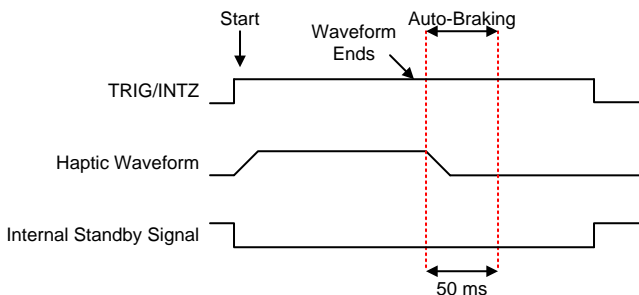 Start
Auto-Braking
Waveform
Ends
TRIG/INTZ
Haptic Waveform
Internal Standby Signal
50 ms